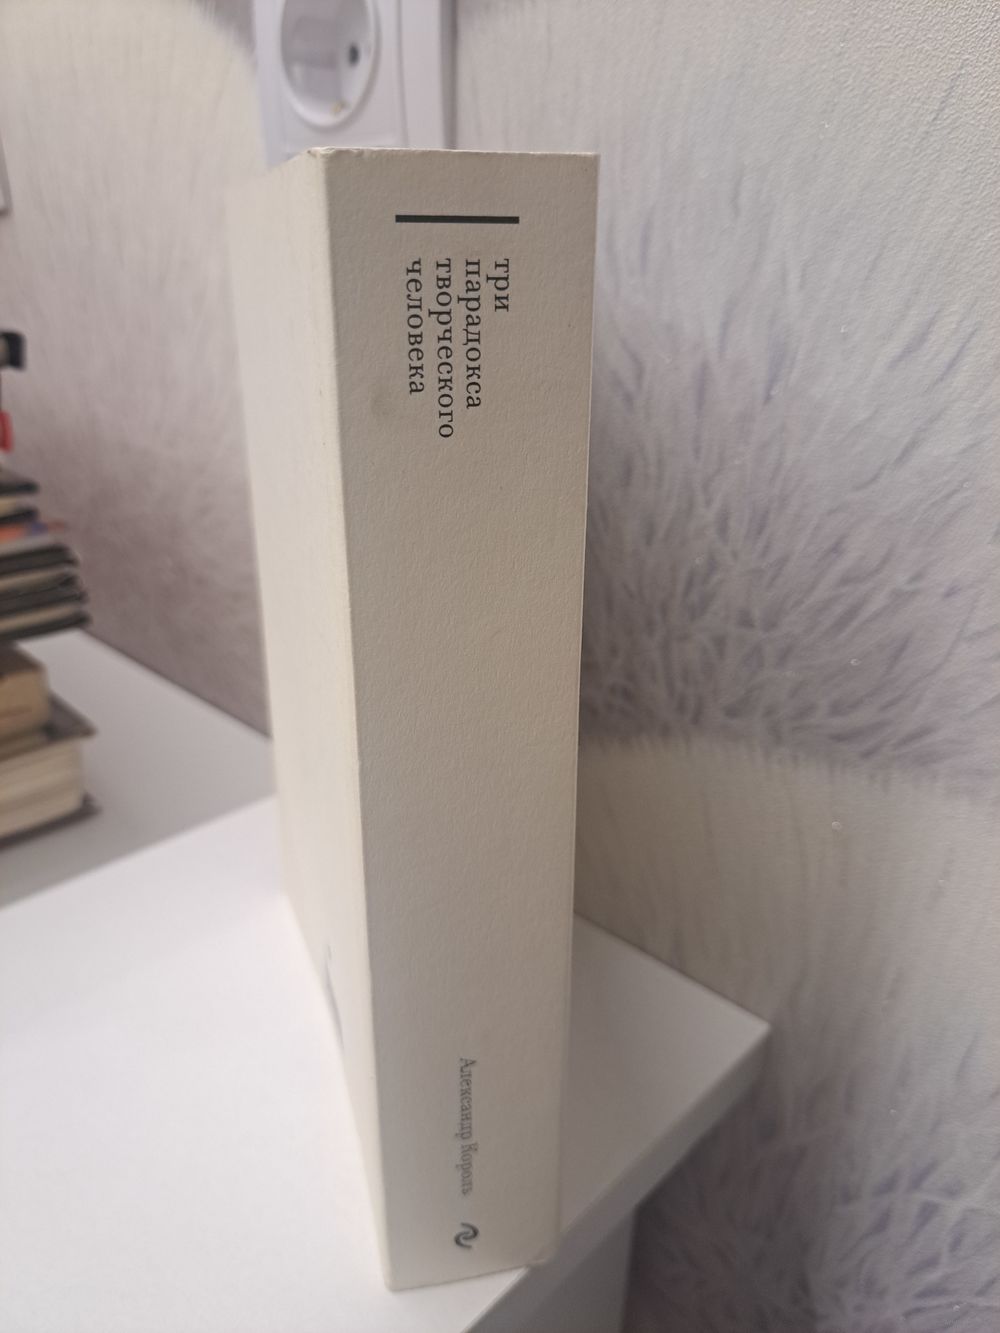 три
парадокса
творческого
человека
Александр Король